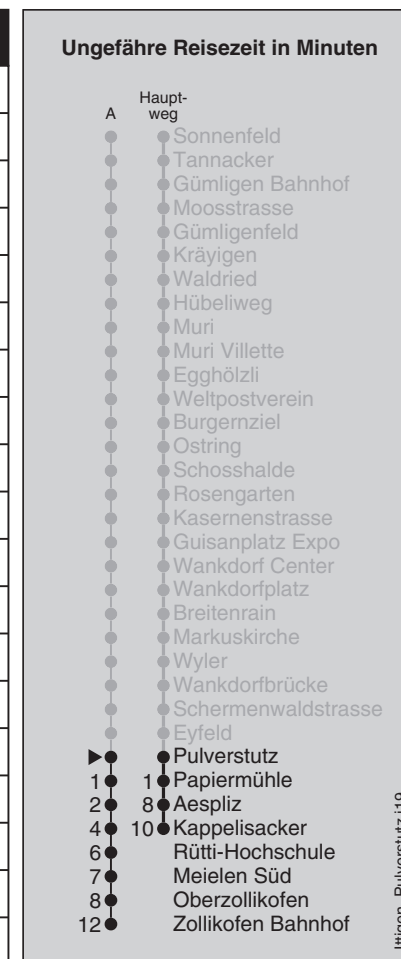 Ungefähre Reisezeit in Minuten
A Haupt-
weg
Sonnenfeld
Tannacker
Gümligen Bahnhof
Moosstrasse
Gümligenfeld
Kräyigen
Waldried
Hübeliweg
Muri
Muri Villette
Egghölzli
Weltpostverein
Burgernziel
Ostring
Schosshalde
Rosengarten
Kasernenstrasse
Guisanplatz Expo
Wankdorf Center
Wankdorfplatz
Breitenrain
Markuskirche
Wyler
Wankdorfbrücke
Schermenwaldstrasse
Eyfeld
Pulverstutz
1 1 Papiermühle
2 8 Aespliz
4 10 Kappelisacker
6 Rütti-Hochschule
7 Meielen Süd
8 Oberzollikofen
12 Zollikofen Bahnhof
Ittigen, Pulverstutz